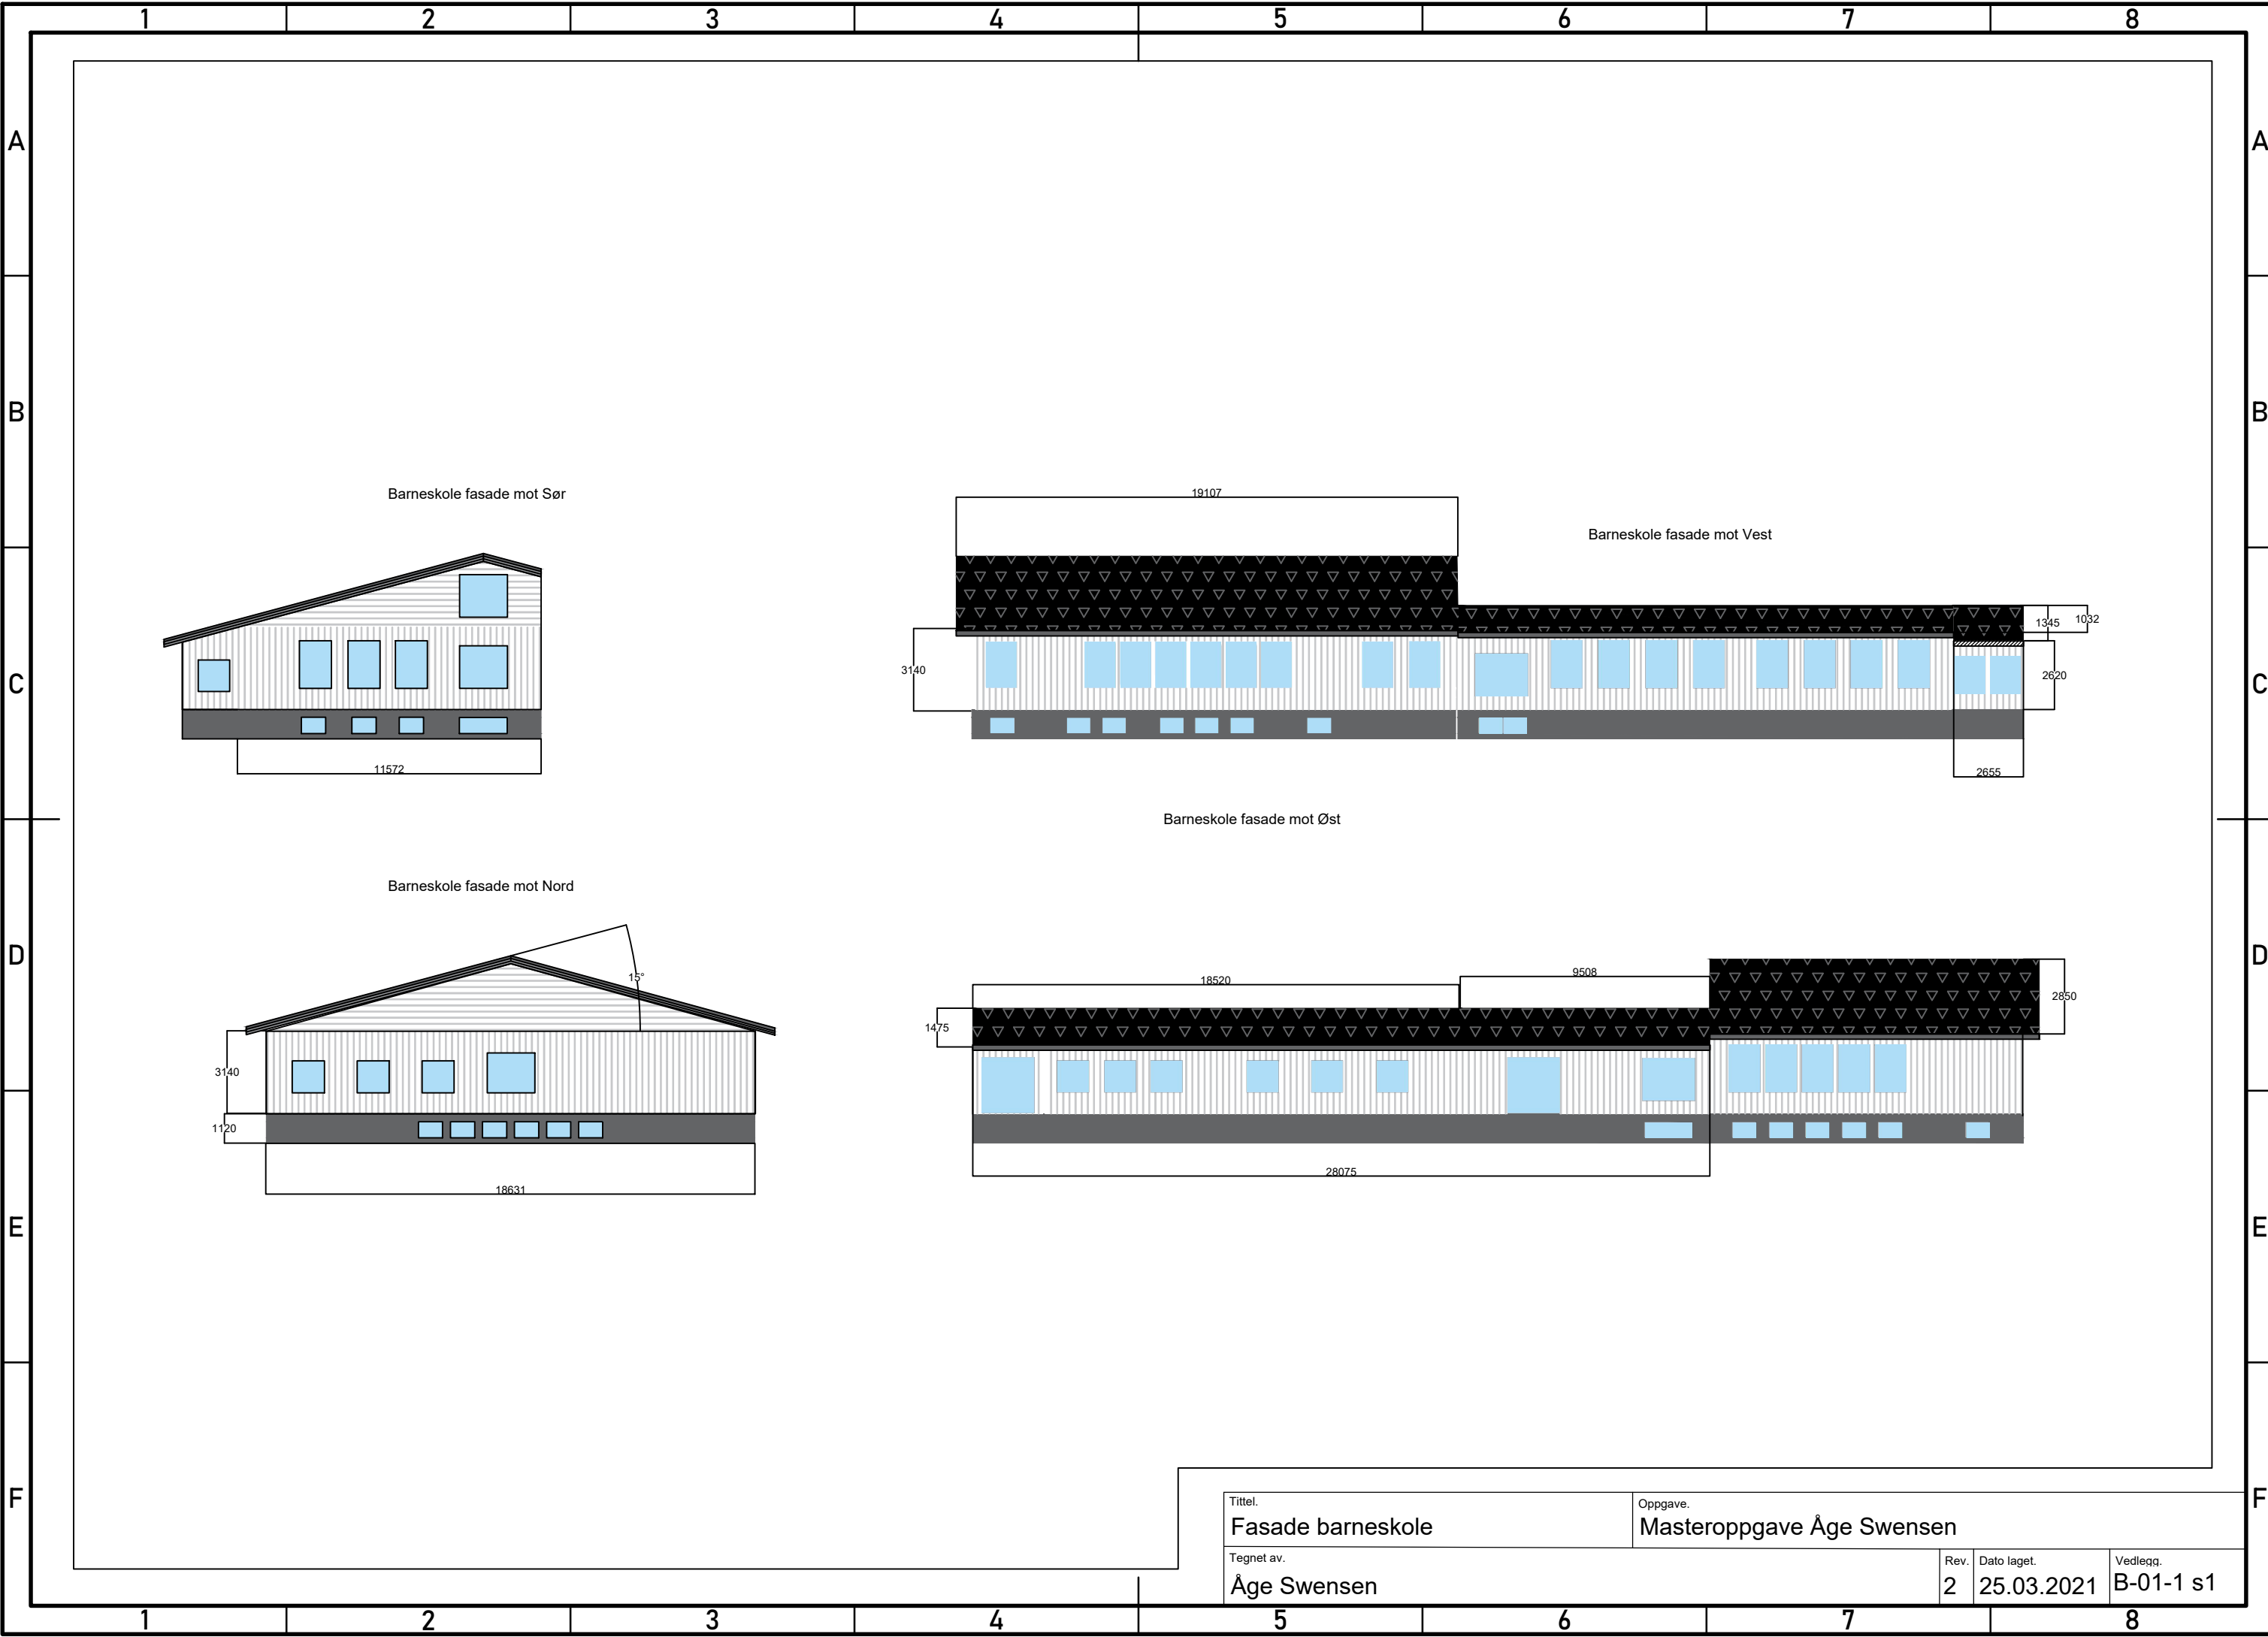 1 2 3 4 5 6 7 8
A A
B B
Barneskole fasade mot Sør
19107
Barneskole fasade mot Vest
1345 1032
3140
2620
C C
11572
2655
Barneskole fasade mot Øst
Barneskole fasade mot Nord
D D
15°
18520
9508
2850
1475
3140
1120
28075
18631
E E
F F
Tittel.
Fasade barneskole
Oppgave.
Masteroppgave Åge Swensen
Tegnet av.
Åge Swensen
Rev.
2
Dato laget.
25.03.2021
Vedlegg.
B-01-1 s1
1 2 3 4 5 6 7 8